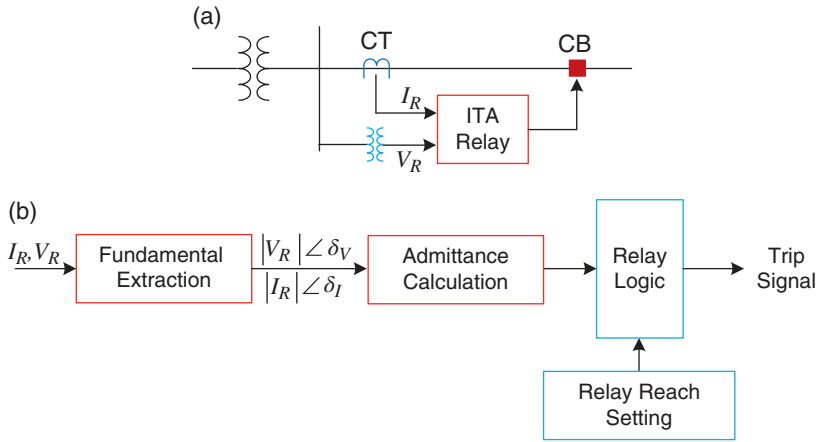 (a)
CT
CB
I_R
ITA
Relay
V_R
(b)
I_R, V_R
Fundamental
Extraction
|V_R| ∠ δ_V
|I_R| ∠ δ_I
Admittance
Calculation
Relay
Logic
Trip
Signal
Relay Reach
Setting